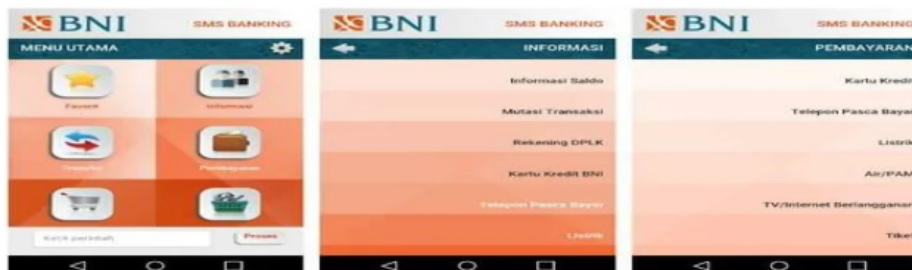 BNI SMS BANKING
MENU UTAMA
Favorit Informasi
Transfer Pembayaran
Ketik perintah Proses
BNI SMS BANKING
INFORMASI
Informasi Saldo
Mutasi Transaksi
Rekening DPLK
Kartu Kredit BNI
Telepon Pasca Bayar
Listrik
BNI SMS BANKING
PEMBAYARAN
Kartu Kredit
Telepon Pasca Bayar
Listrik
Air/PAM
TV/Internet Berlangganan
Tiket